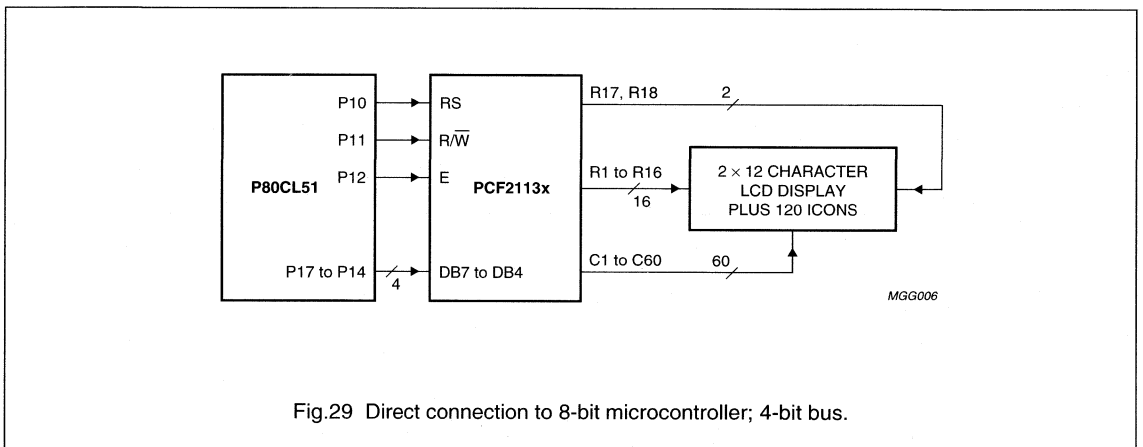 P80CL51
P10
P11
P12
P17 to P14
4
RS
R/W̅
E
DB7 to DB4
PCF2113x
R17, R18
2
R1 to R16
16
C1 to C60
60
2 × 12 CHARACTER
LCD DISPLAY
PLUS 120 ICONS
MGG006
Fig.29 Direct connection to 8-bit microcontroller; 4-bit bus.